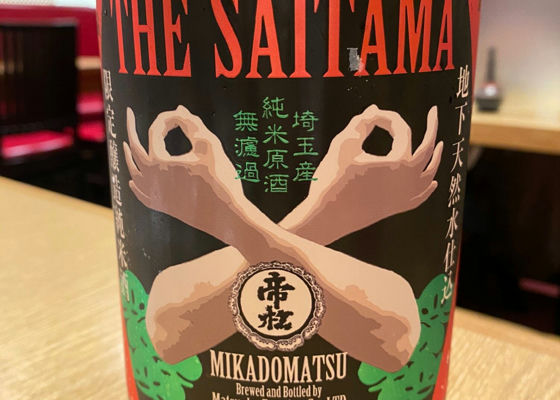 THE SAITAMA
埼玉産
純米原酒
無濾過
地下天然水仕込
限定醸造純米酒
帝松
MIKADOMATSU
Brewed and Bottled by